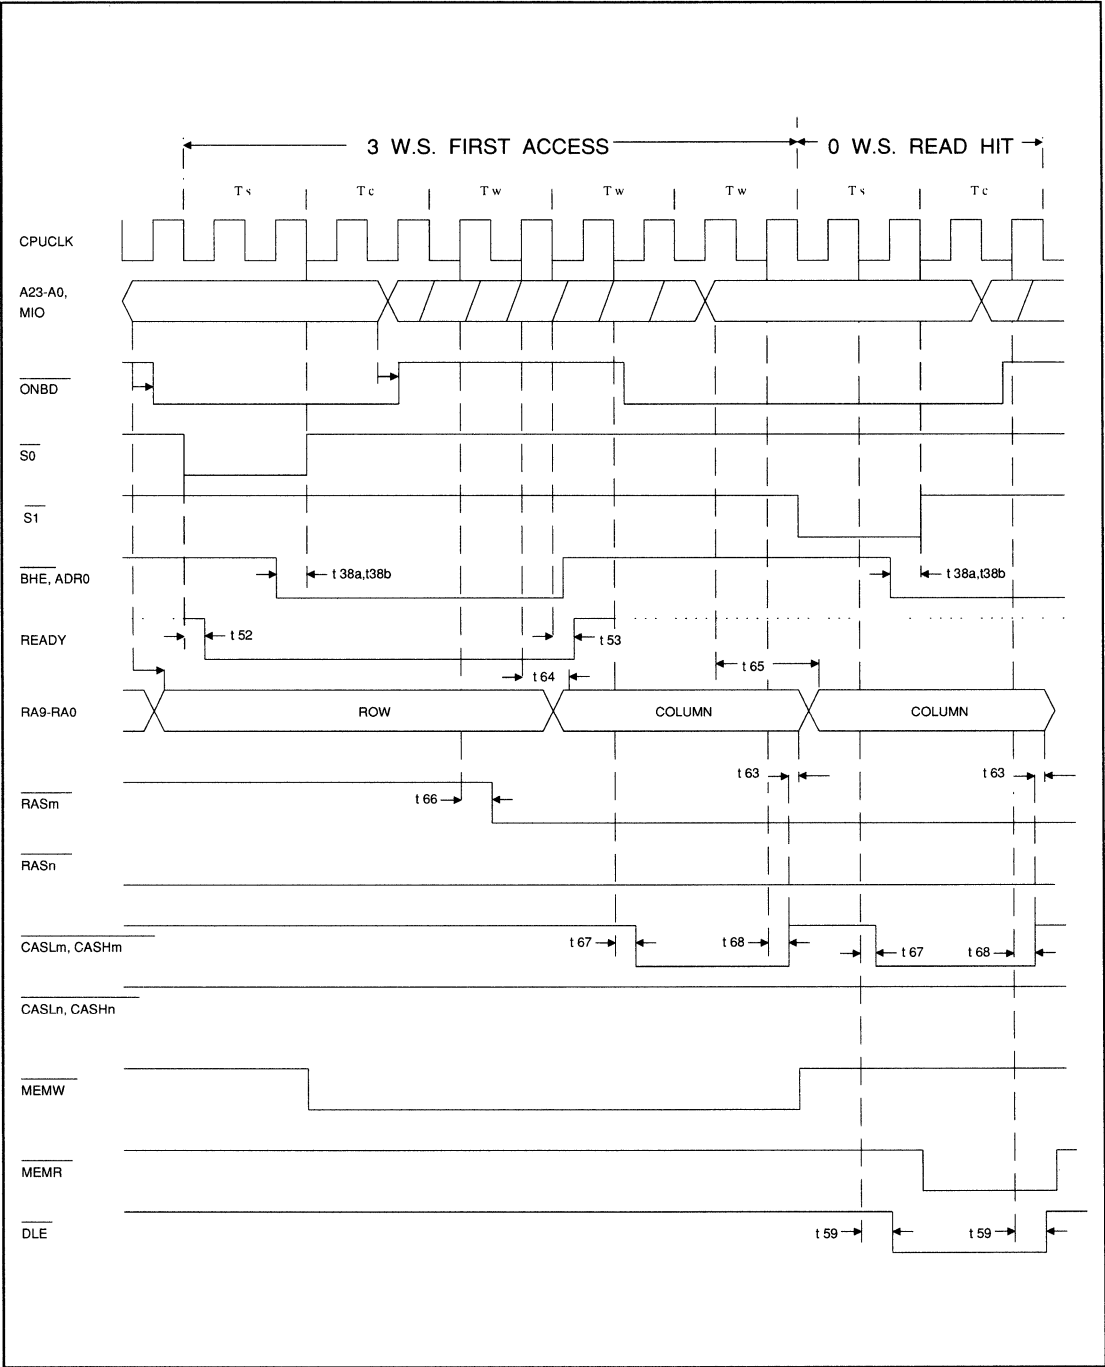 3 W.S. FIRST ACCESS 0 W.S. READ HIT
Ts Tc Tw Tw Tw Ts Tc
CPUCLK
A23-A0,
MIO
ONBD
S0
S1
BHE, ADR0 t 38a,t38b t 38a,t38b
READY t 52 t 53
t 64 t 65
RA9-RA0 ROW COLUMN COLUMN
t 63 t 63
RASm t 66
RASn
CASLm, CASHm t 67 t 68 t 67 t 68
CASLn, CASHn
MEMW
MEMR
DLE t 59 t 59